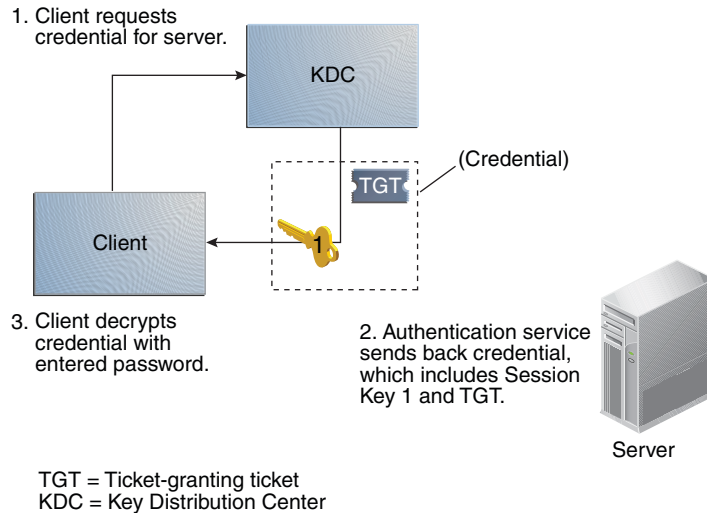 1. Client requests
credential for server.
KDC
(Credential)
TGT
Client
1
3. Client decrypts
credential with
entered password.
2. Authentication service
sends back credential,
which includes Session
Key 1 and TGT.
Server
TGT = Ticket-granting ticket
KDC = Key Distribution Center